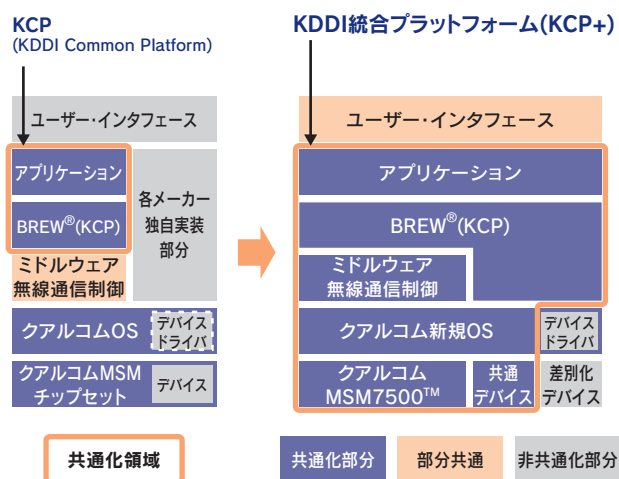 KCP
(KDDI Common Platform)
ユーザー・インタフェース
アプリケーション
BREW®(KCP)
各メーカー
独自実装
部分
ミドルウェア
無線通信制御
クアルコムOS
デバイス
ドライバ
クアルコムMSM
チップセット
デバイス
KDDI統合プラットフォーム(KCP+)
ユーザー・インタフェース
アプリケーション
BREW®(KCP)
ミドルウェア
無線通信制御
クアルコム新規OS
デバイス
ドライバ
クアルコム
MSM7500™
共通
デバイス
差別化
デバイス
共通化領域
共通化部分
部分共通
非共通化部分